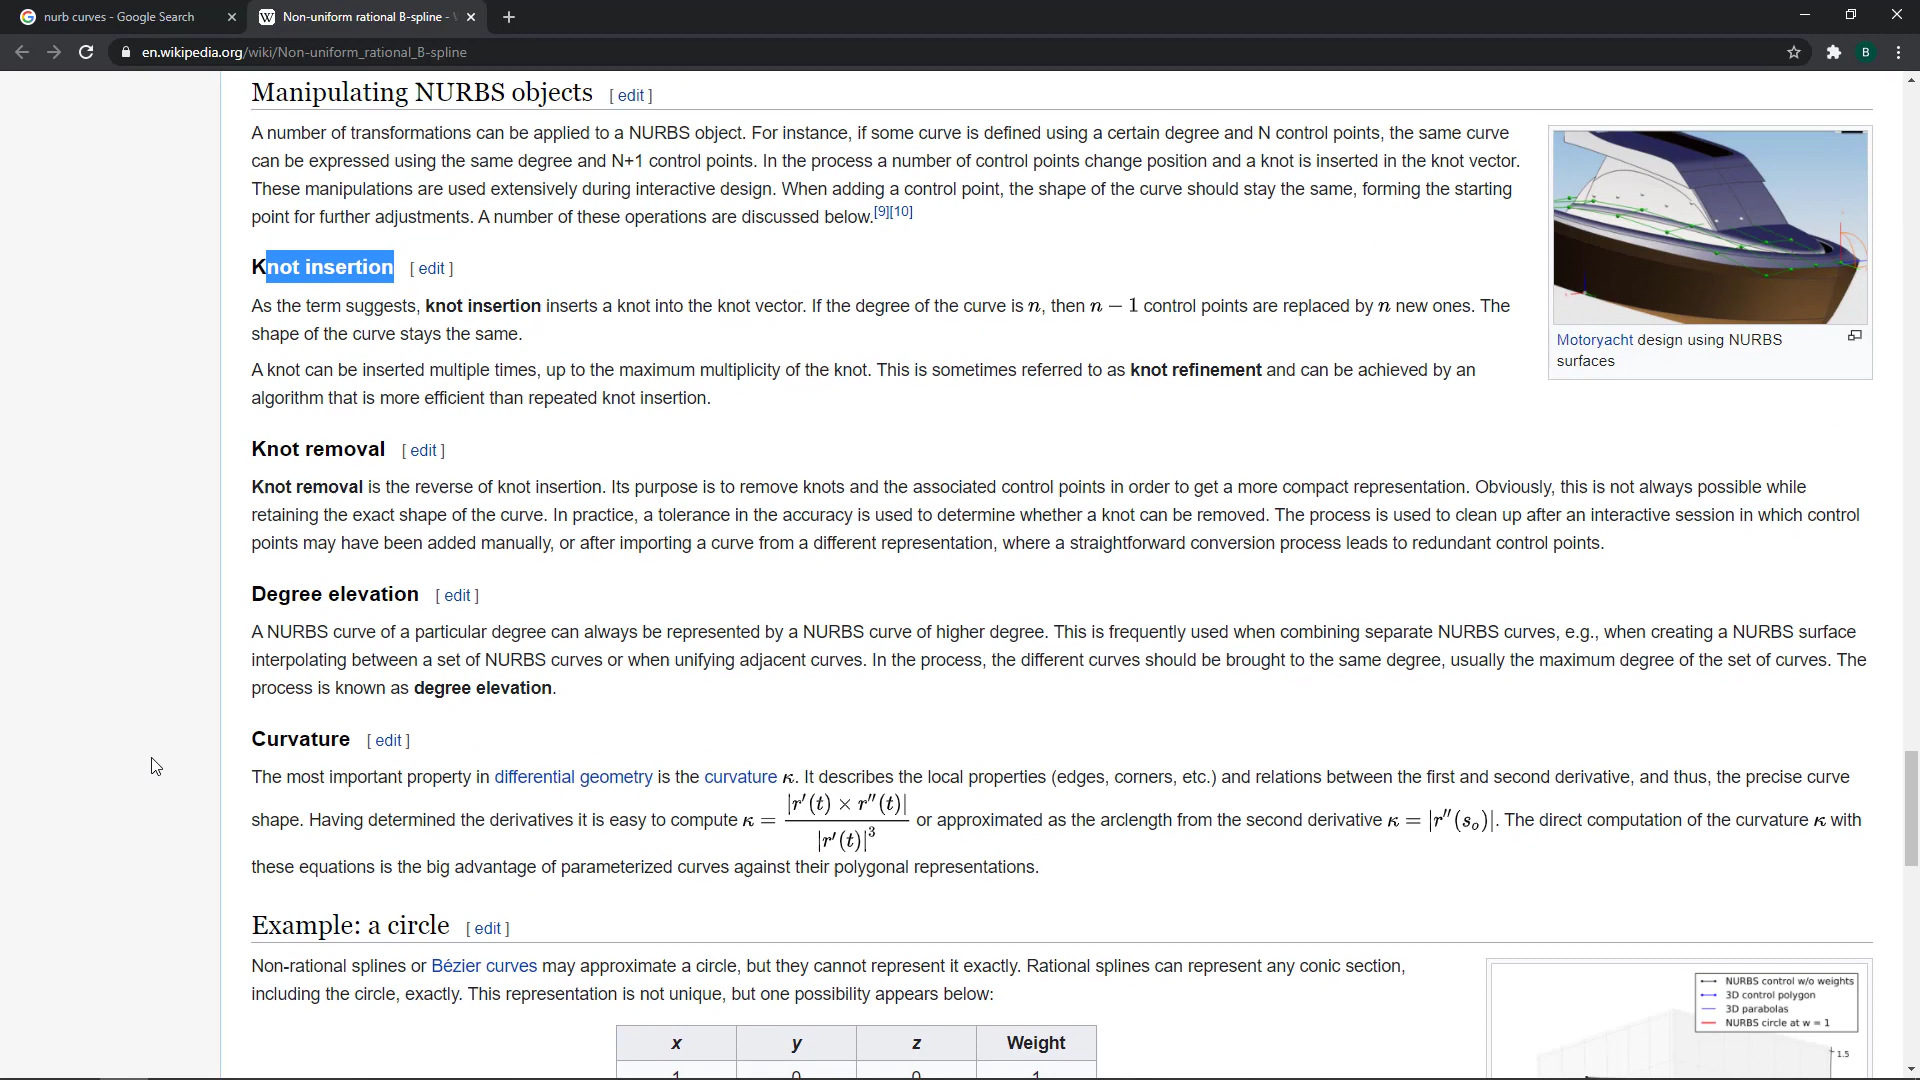 nurb curves - Google Search
Non-uniform rational B-spline -
en.wikipedia.org/wiki/Non-uniform_rational_B-spline
B
Manipulating NURBS objects [ edit ]
A number of transformations can be applied to a NURBS object. For instance, if some curve is defined using a certain degree and N control points, the same curve
can be expressed using the same degree and N+1 control points. In the process a number of control points change position and a knot is inserted in the knot vector.
These manipulations are used extensively during interactive design. When adding a control point, the shape of the curve should stay the same, forming the starting
point for further adjustments. A number of these operations are discussed below.[9][10]
Motoryacht design using NURBS
surfaces
Knot insertion [ edit ]
As the term suggests, knot insertion inserts a knot into the knot vector. If the degree of the curve is n, then n − 1 control points are replaced by n new ones. The
shape of the curve stays the same.
A knot can be inserted multiple times, up to the maximum multiplicity of the knot. This is sometimes referred to as knot refinement and can be achieved by an
algorithm that is more efficient than repeated knot insertion.
Knot removal [ edit ]
Knot removal is the reverse of knot insertion. Its purpose is to remove knots and the associated control points in order to get a more compact representation. Obviously, this is not always possible while
retaining the exact shape of the curve. In practice, a tolerance in the accuracy is used to determine whether a knot can be removed. The process is used to clean up after an interactive session in which control
points may have been added manually, or after importing a curve from a different representation, where a straightforward conversion process leads to redundant control points.
Degree elevation [ edit ]
A NURBS curve of a particular degree can always be represented by a NURBS curve of higher degree. This is frequently used when combining separate NURBS curves, e.g., when creating a NURBS surface
interpolating between a set of NURBS curves or when unifying adjacent curves. In the process, the different curves should be brought to the same degree, usually the maximum degree of the set of curves. The
process is known as degree elevation.
Curvature [ edit ]
The most important property in differential geometry is the curvature κ. It describes the local properties (edges, corners, etc.) and relations between the first and second derivative, and thus, the precise curve
shape. Having determined the derivatives it is easy to compute κ = |r′(t) × r″(t)| / |r′(t)|³ or approximated as the arclength from the second derivative κ = |r″(s₀)|. The direct computation of the curvature κ with
these equations is the big advantage of parameterized curves against their polygonal representations.
Example: a circle [ edit ]
Non-rational splines or Bézier curves may approximate a circle, but they cannot represent it exactly. Rational splines can represent any conic section,
including the circle, exactly. This representation is not unique, but one possibility appears below:
x y z Weight
1 0 0 1
NURBS control w/o weights
3D control polygon
3D parabolas
NURBS circle at w = 1
1.5